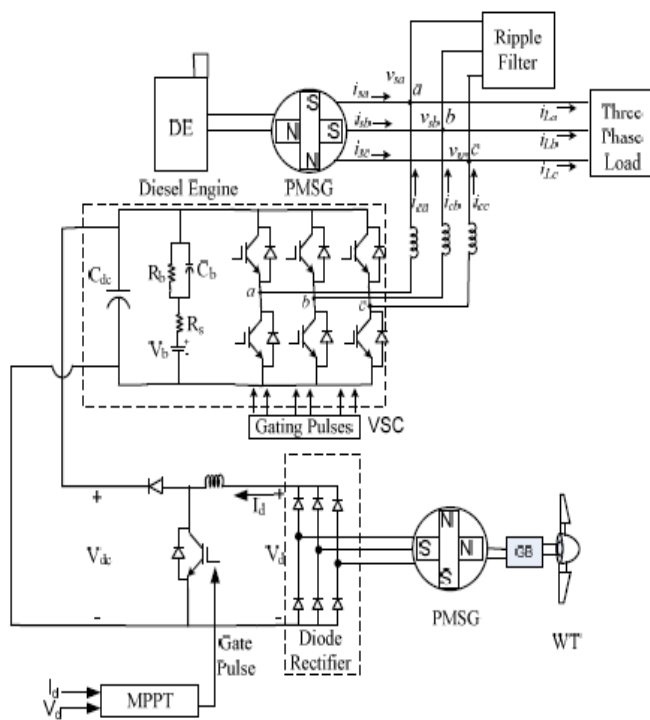 Ripple
Filter
v_sa a
i_sa
i_sb v_sb b
i_sc c
i_La
i_Lb
i_Lc
Three
Phase
Load
DE
S
N S
N
Diesel Engine
PMSG
i_ca i_cb i_cc
C_dc
R_b C_b
R_s
V_b + -
a
b
c
Gating Pulses
VSC
+ I_d +
V_dc V_d
- -
N
S N
S
GB
PMSG
WT
Diode
Rectifier
Gate
Pulse
I_d
V_d
MPPT